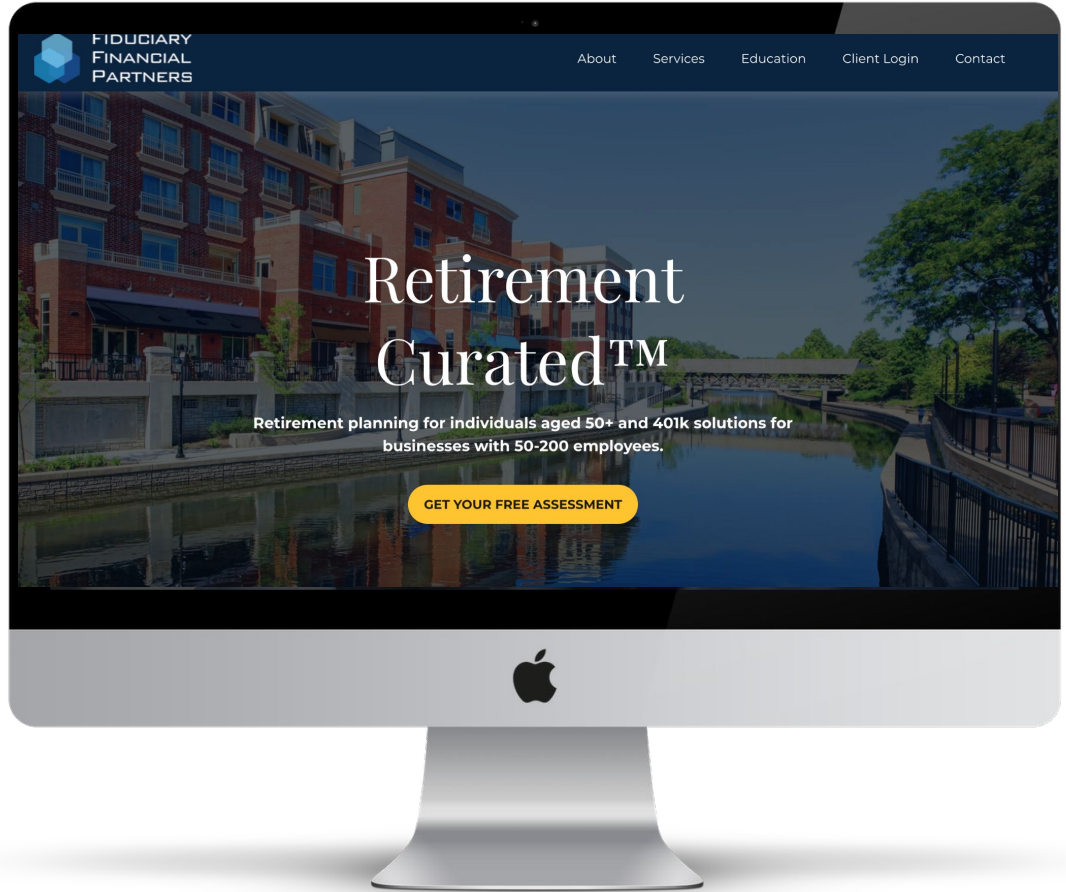 FIDUCIARY
FINANCIAL
PARTNERS
About Services Education Client Login Contact
Retirement
Curated™
Retirement planning for individuals aged 50+ and 401k solutions for
businesses with 50-200 employees.
GET YOUR FREE ASSESSMENT